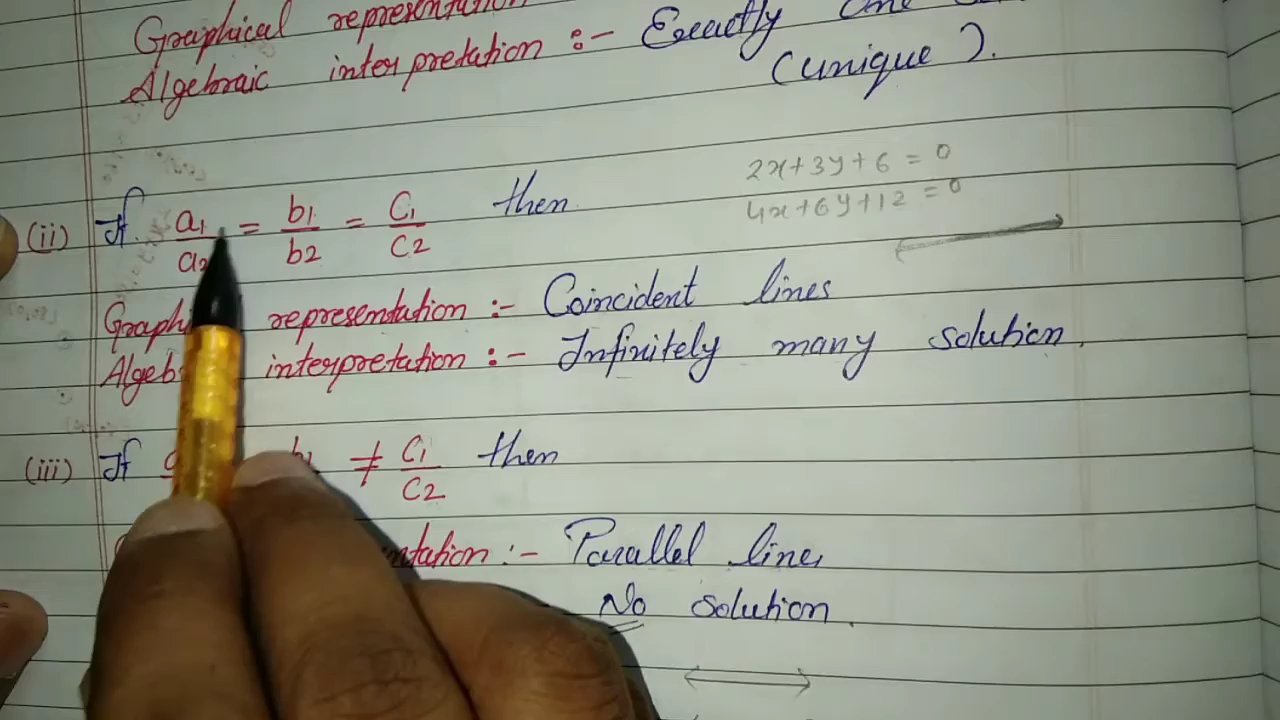 Graphical representation
Algebraic interpretation :- Exactly One
(unique).
2x+3y+6 = 0
4x+6y+12 = 0
(ii) If a1/a2 = b1/b2 = C1/C2 then
representation :- Coincident lines
interpretation :- Infinitely many solution.
(iii) If ≠ C1/C2 then
:- Parallel lines
No solution.